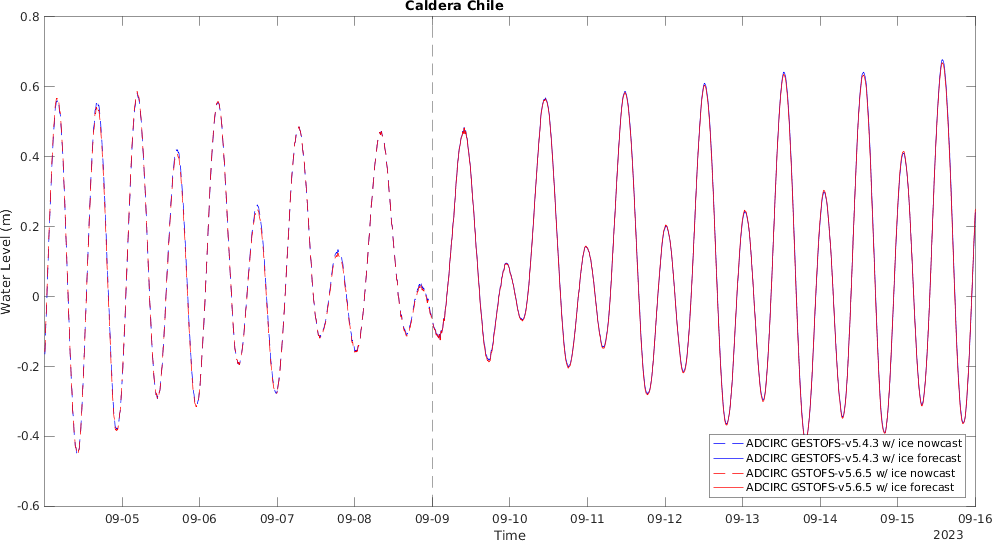 Caldera Chile
0.8
0.6
0.4
0.2
0
-0.2
-0.4
-0.6
Water Level (m)
ADCIRC GESTOFS-v5.4.3 w/ ice nowcast
ADCIRC GESTOFS-v5.4.3 w/ ice forecast
ADCIRC GSTOFS-v5.6.5 w/ ice nowcast
ADCIRC GSTOFS-v5.6.5 w/ ice forecast
09-05 09-06 09-07 09-08 09-09 09-10 09-11 09-12 09-13 09-14 09-15 09-16
Time
2023